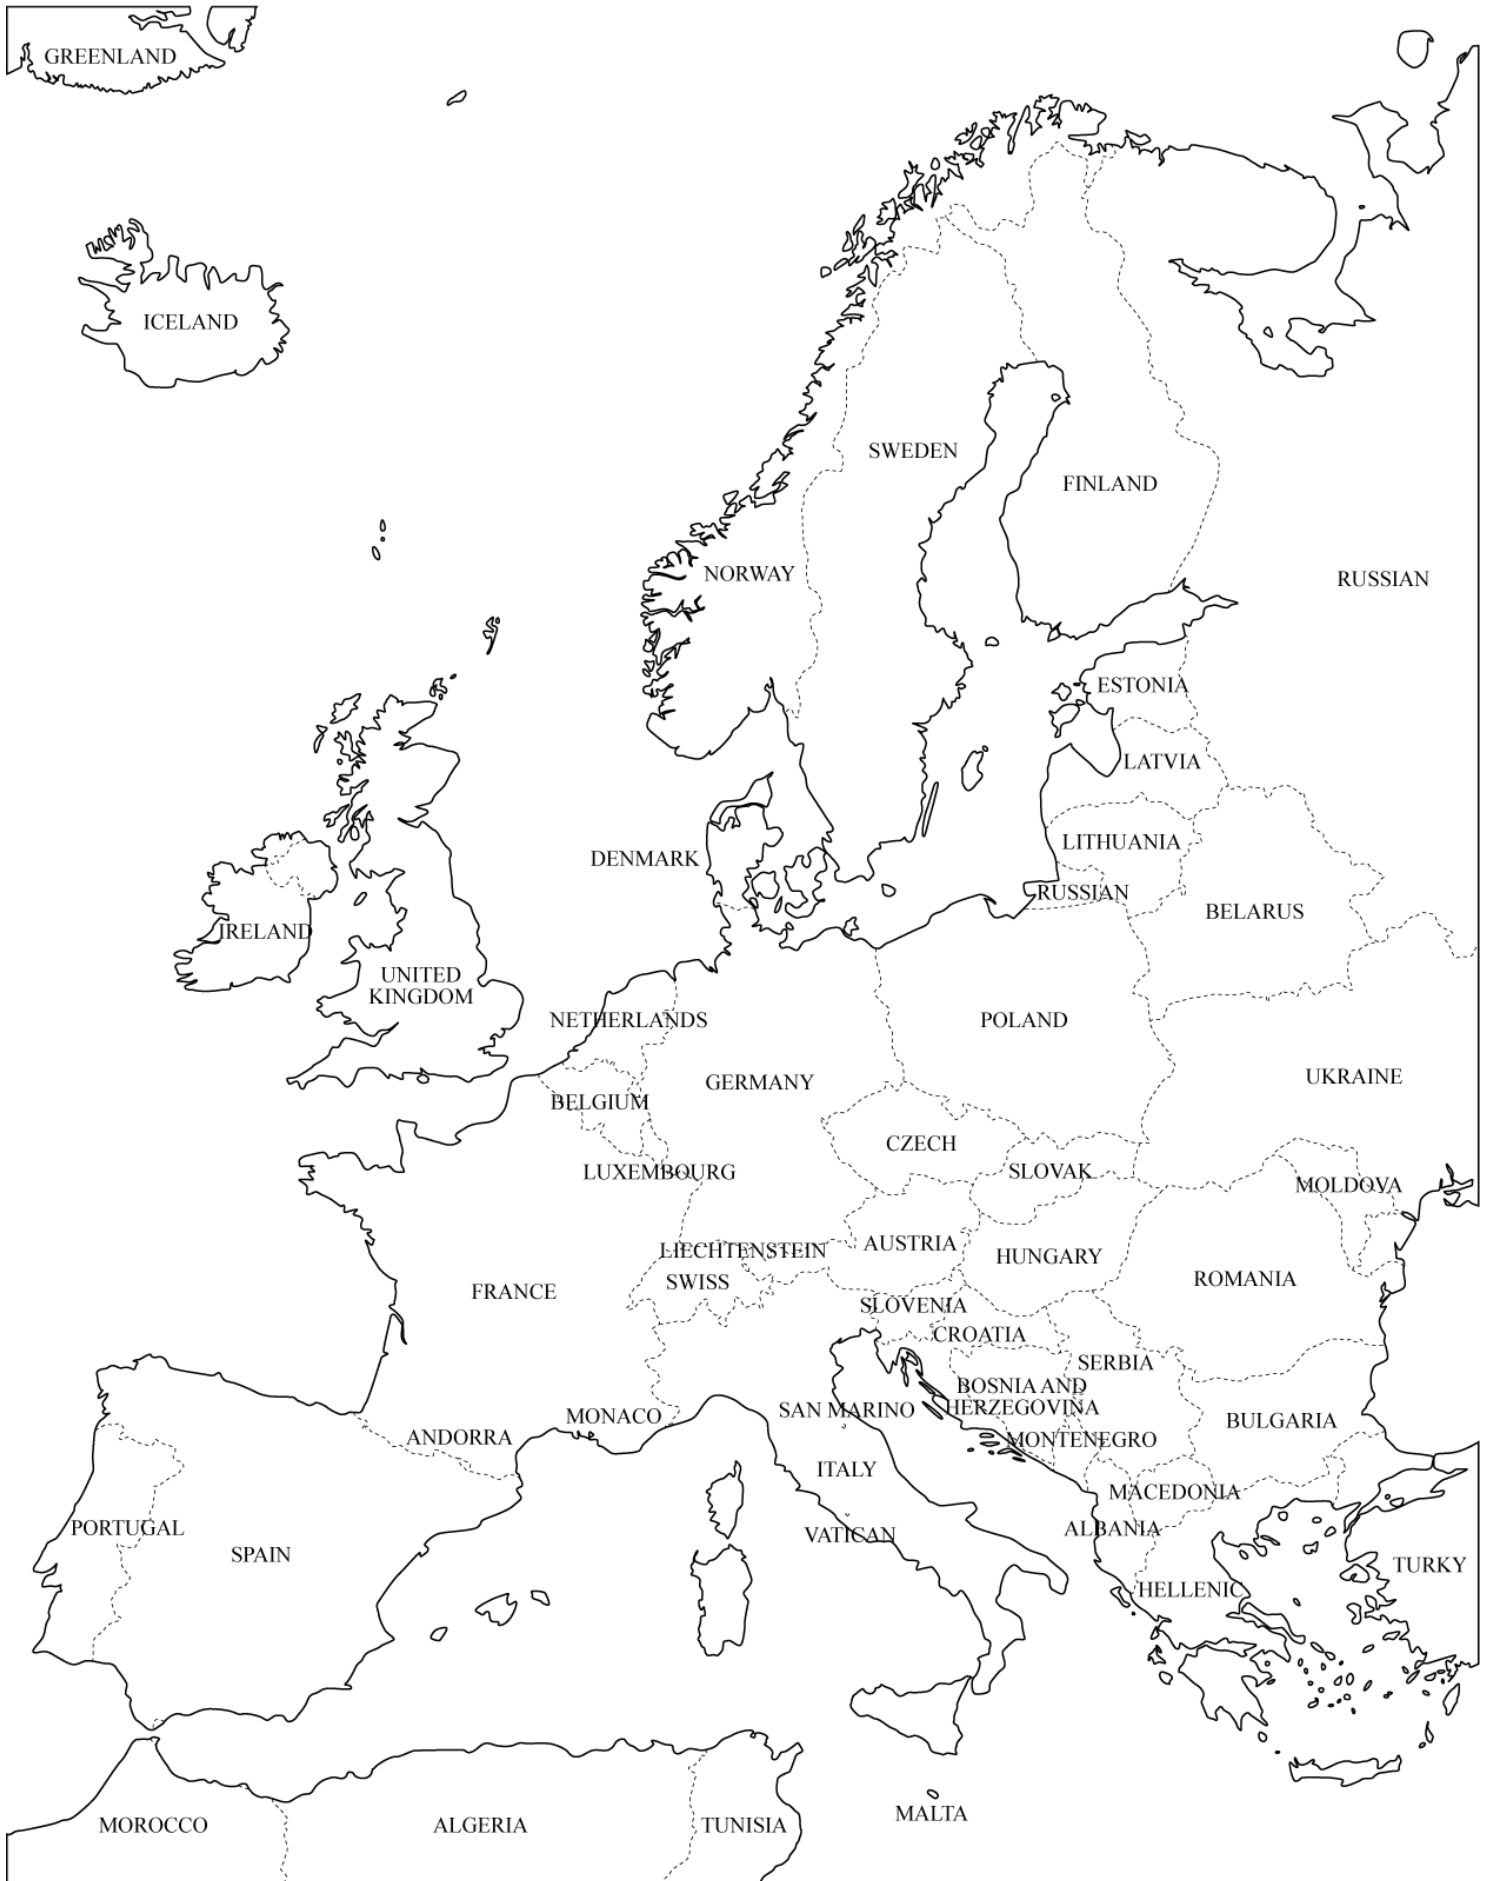 GREENLAND
ICELAND
SWEDEN
FINLAND
NORWAY
RUSSIAN
ESTONIA
LATVIA
LITHUANIA
DENMARK
RUSSIAN
BELARUS
IRELAND
UNITED
KINGDOM
NETHERLANDS
POLAND
GERMANY
UKRAINE
BELGIUM
CZECH
SLOVAK
LUXEMBOURG
MOLDOVA
AUSTRIA
LIECHTENSTEIN
HUNGARY
SWISS
ROMANIA
FRANCE
SLOVENIA
CROATIA
SERBIA
BOSNIA AND
HERZEGOVINA
SAN MARINO
MONACO
BULGARIA
ANDORRA
MONTENEGRO
ITALY
MACEDONIA
PORTUGAL
ALBANIA
VATICAN
SPAIN
TURKY
HELLENIC
MALTA
MOROCCO
ALGERIA
TUNISIA